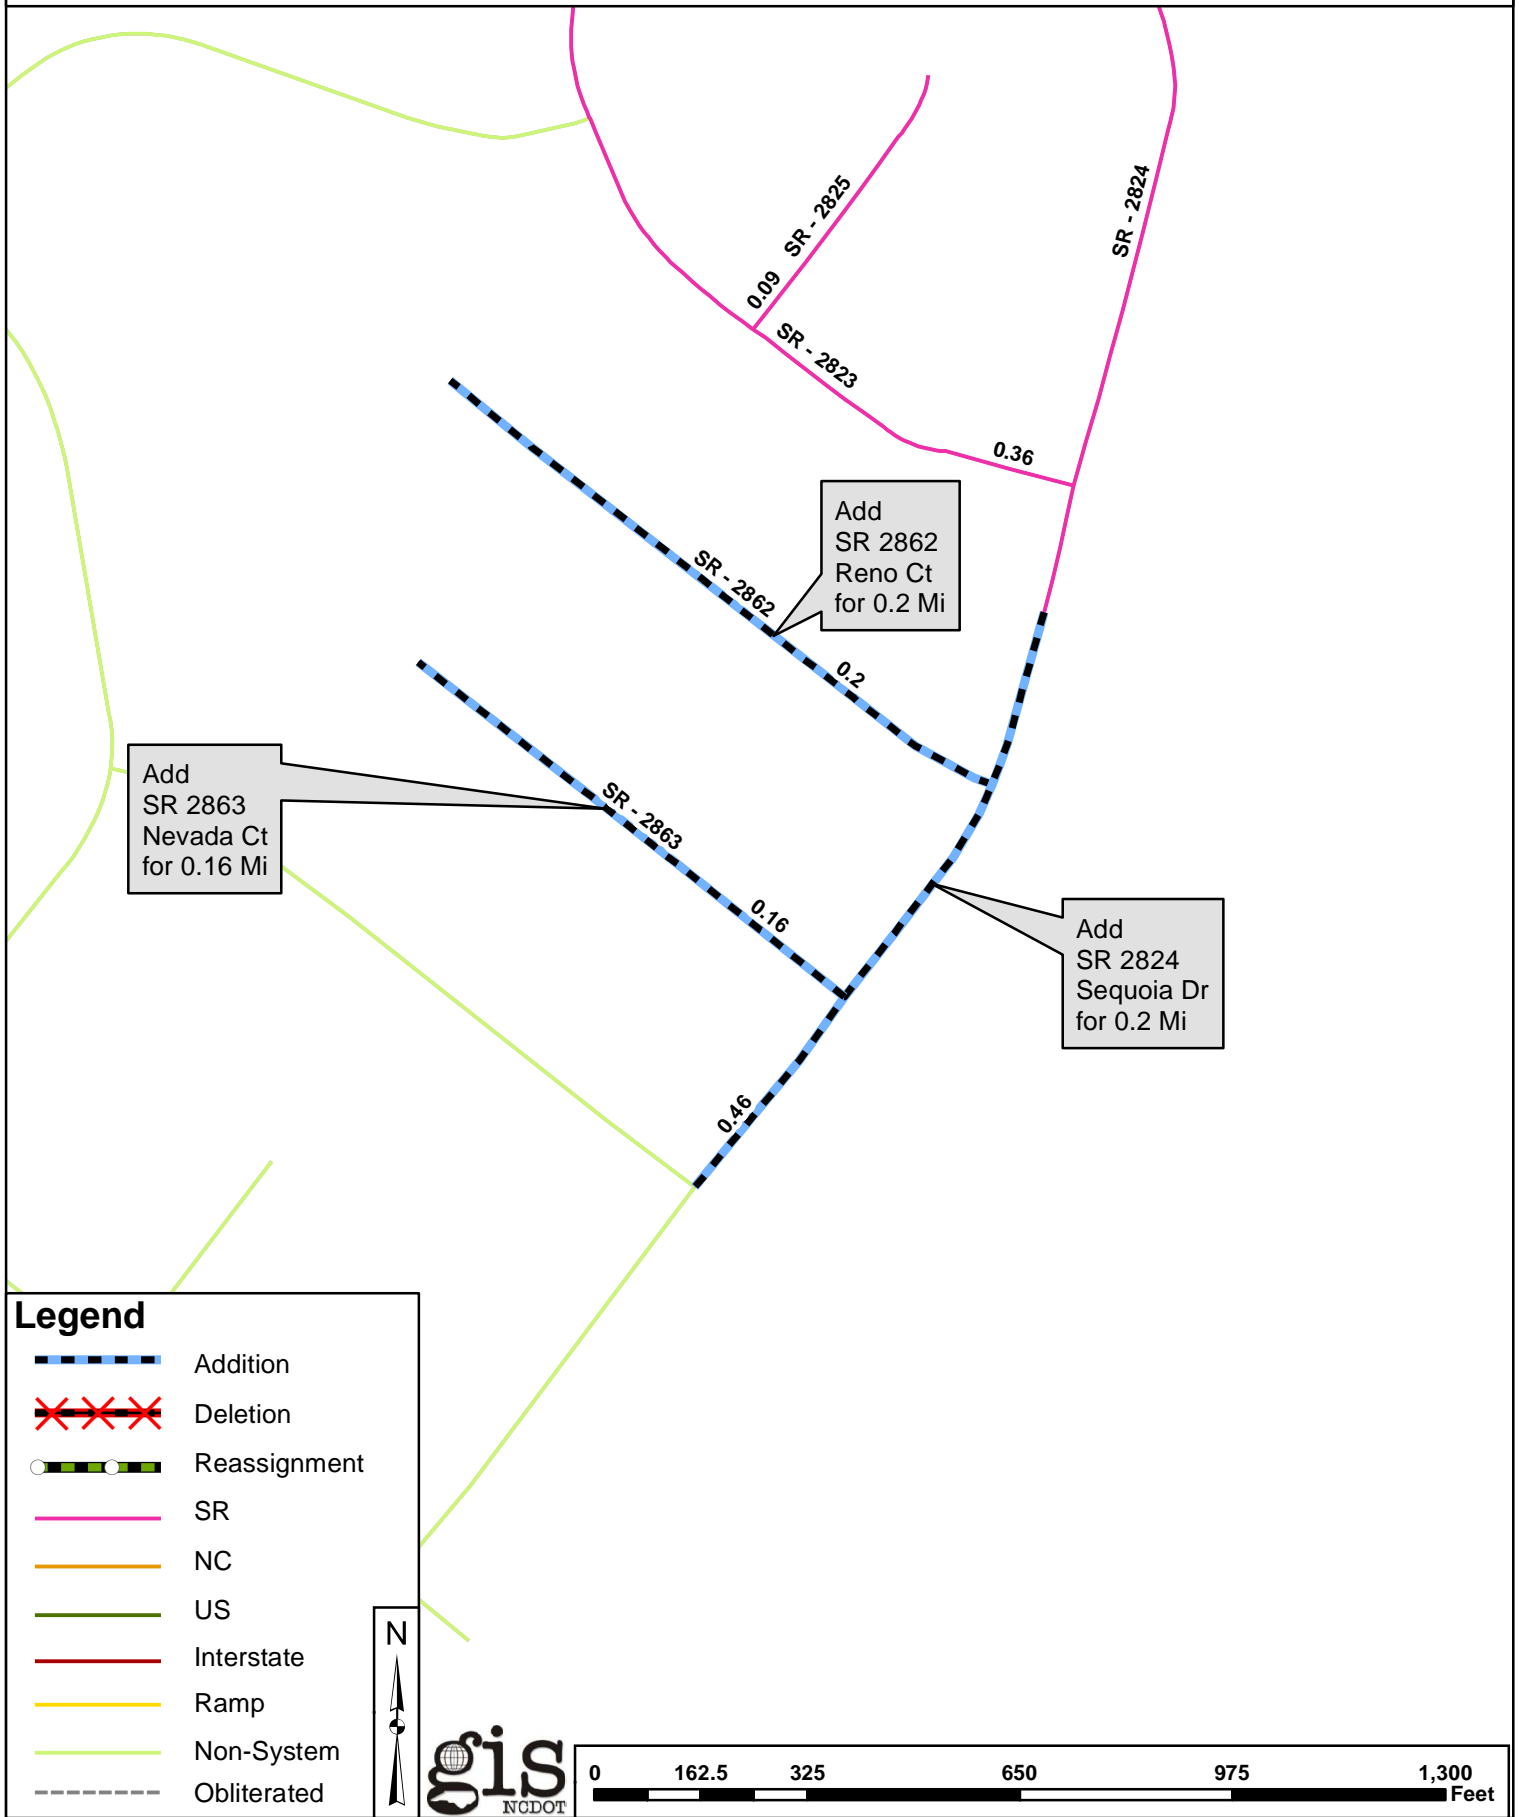 SR - 2825
0.09
SR - 2824
SR - 2823
0.36
Add
SR 2862
Reno Ct
for 0.2 Mi
SR - 2862
0.2
Add
SR 2863
Nevada Ct
for 0.16 Mi
SR - 2863
0.16
Add
SR 2824
Sequoia Dr
for 0.2 Mi
0.46
Legend
Addition
Deletion
Reassignment
SR
NC
US
Interstate
Ramp
Non-System
Obliterated
N
gis
NCDOT
0 162.5 325 650 975 1,300
Feet